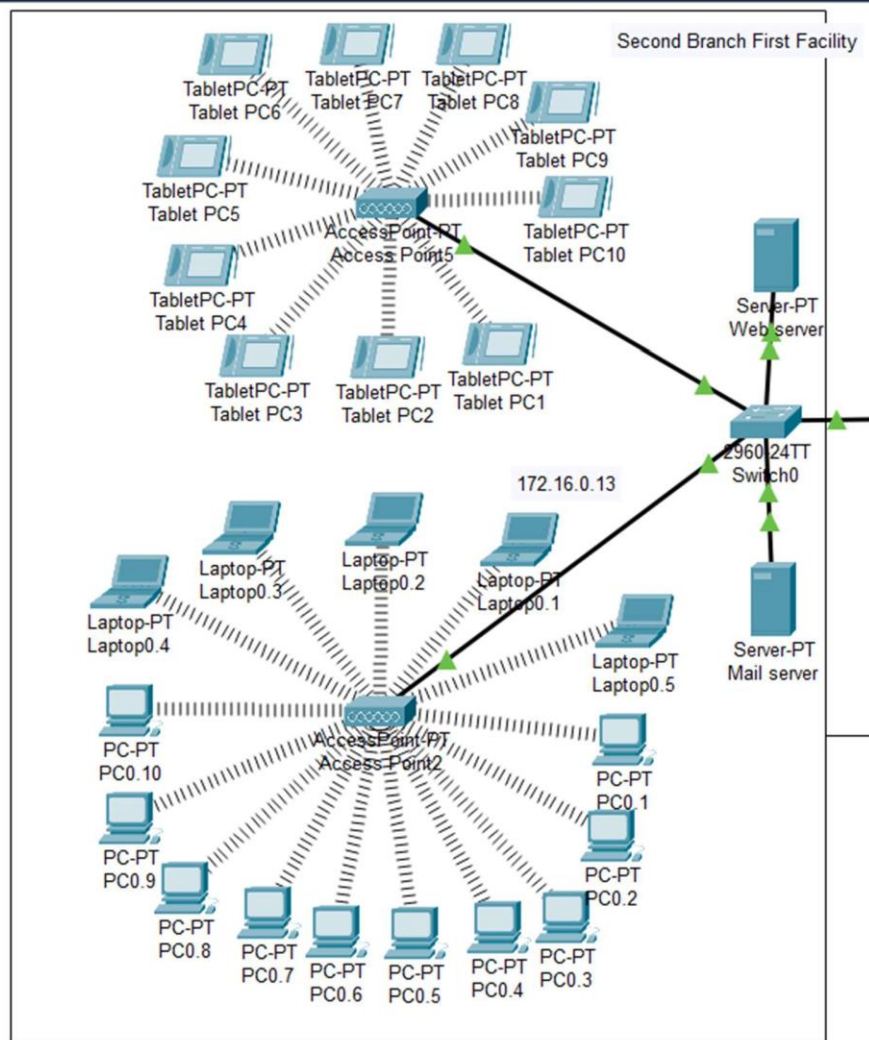 Second Branch First Facility
TabletPC-PT
Tablet PC6
TabletPC-PT
Tablet PC7
TabletPC-PT
Tablet PC8
TabletPC-PT
Tablet PC9
TabletPC-PT
Tablet PC5
TabletPC-PT
Tablet PC10
AccessPoint-PT
Access Point5
TabletPC-PT
Tablet PC4
TabletPC-PT
Tablet PC3
TabletPC-PT
Tablet PC2
TabletPC-PT
Tablet PC1
Server-PT
Web server
2960-24TT
Switch0
172.16.0.13
Laptop-PT
Laptop0.4
Laptop-PT
Laptop0.3
Laptop-PT
Laptop0.2
Laptop-PT
Laptop0.1
Laptop-PT
Laptop0.5
Server-PT
Mail server
AccessPoint-PT
Access Point2
PC-PT
PC0.10
PC-PT
PC0.1
PC-PT
PC0.9
PC-PT
PC0.2
PC-PT
PC0.8
PC-PT
PC0.7
PC-PT
PC0.6
PC-PT
PC0.5
PC-PT
PC0.4
PC-PT
PC0.3